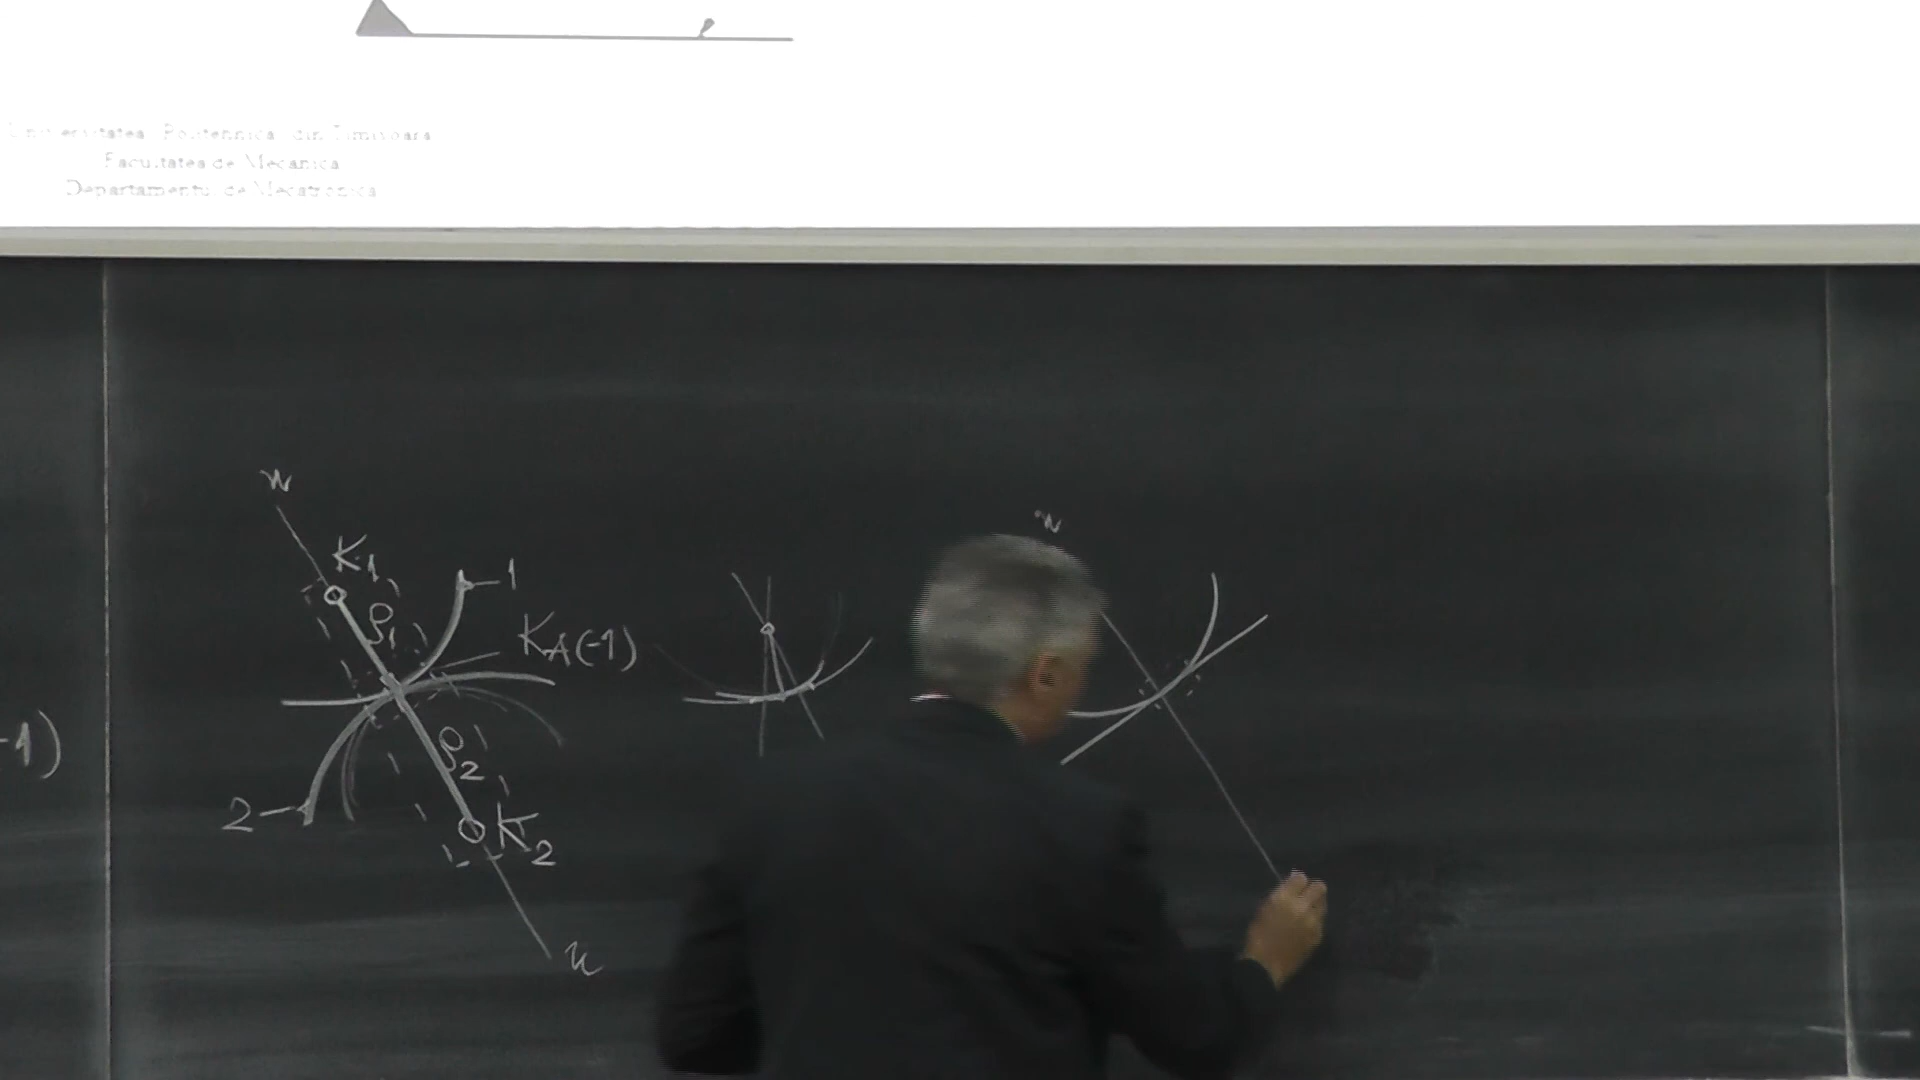 Universitatea Politehnica din Timisoara
Facultatea de Mecanica
Departamentul de Mecatronica
n
K1
ρ1
1
KA(-1)
ρ2
2
K2
n
n
-1)